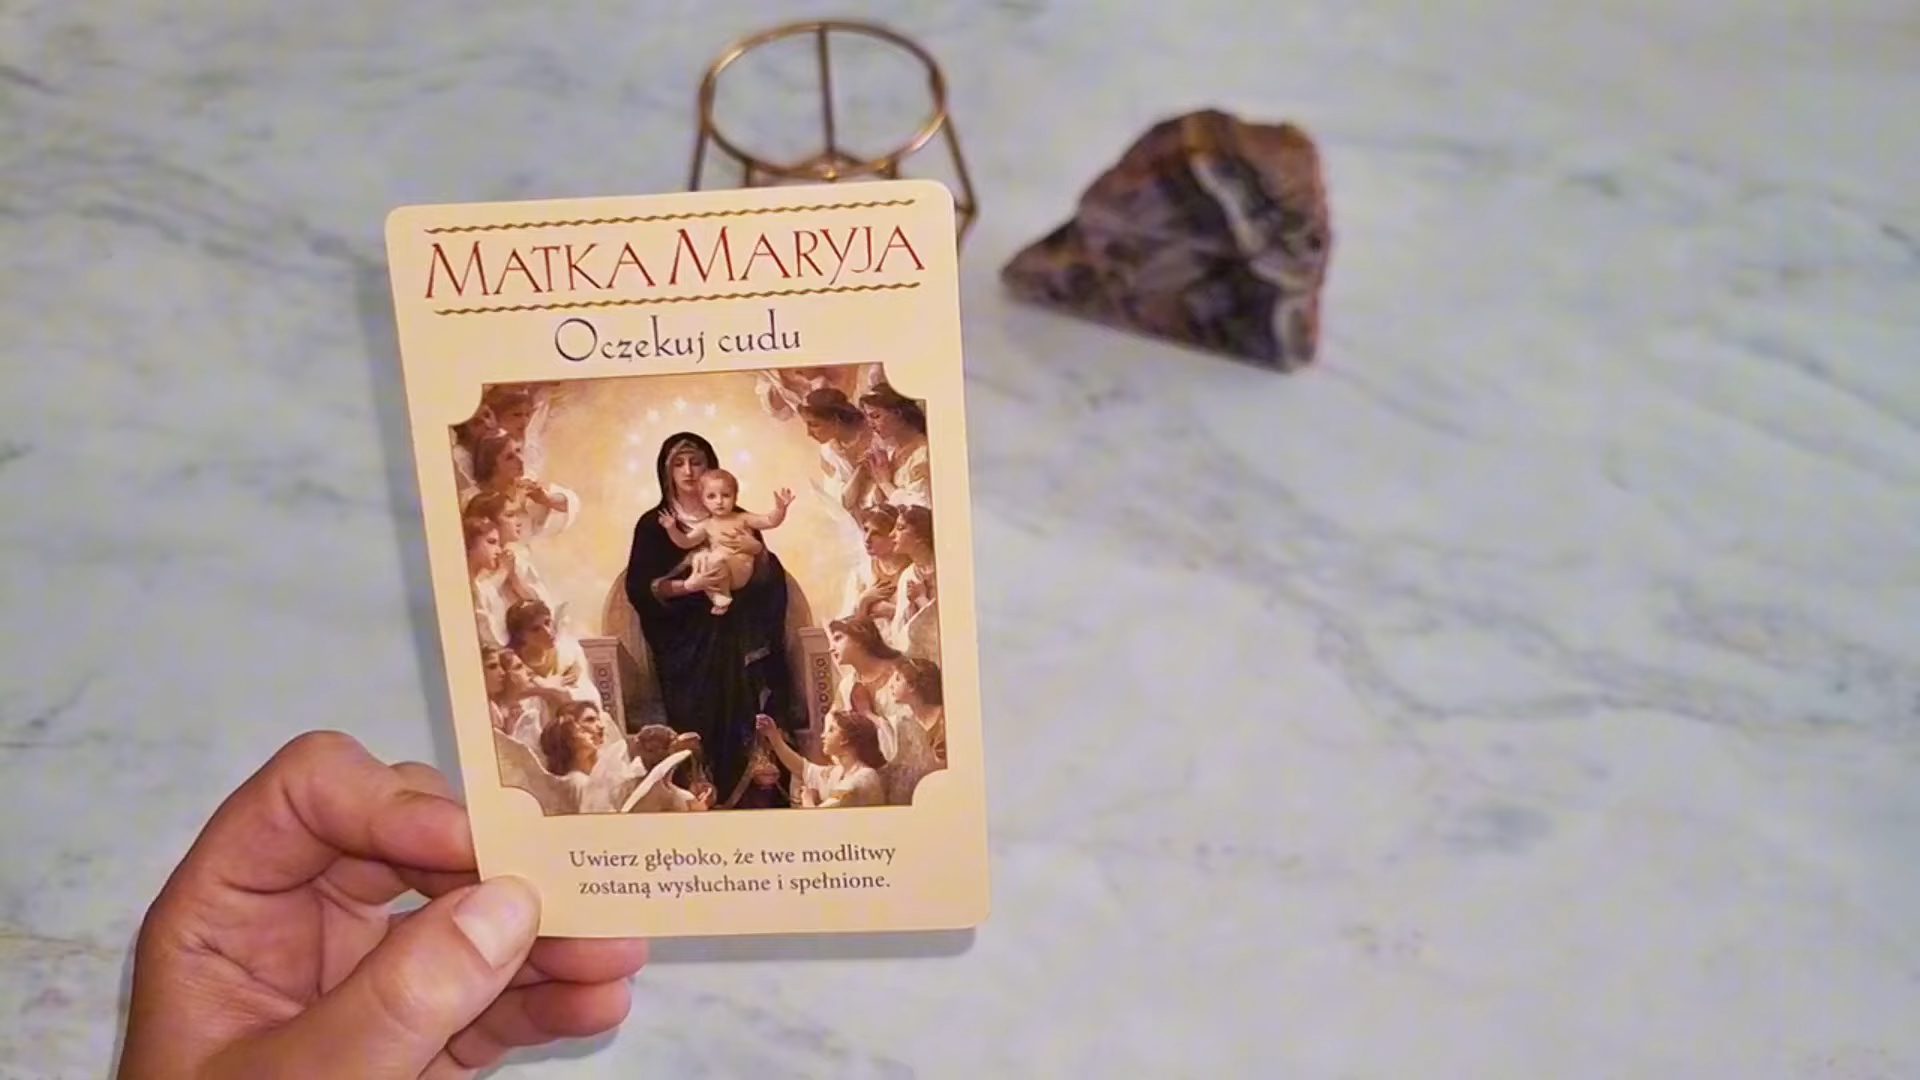 MATKA MARYJA
Oczekuj cudu
Uwierz głęboko, że twe modlitwy
zostaną wysłuchane i spełnione.